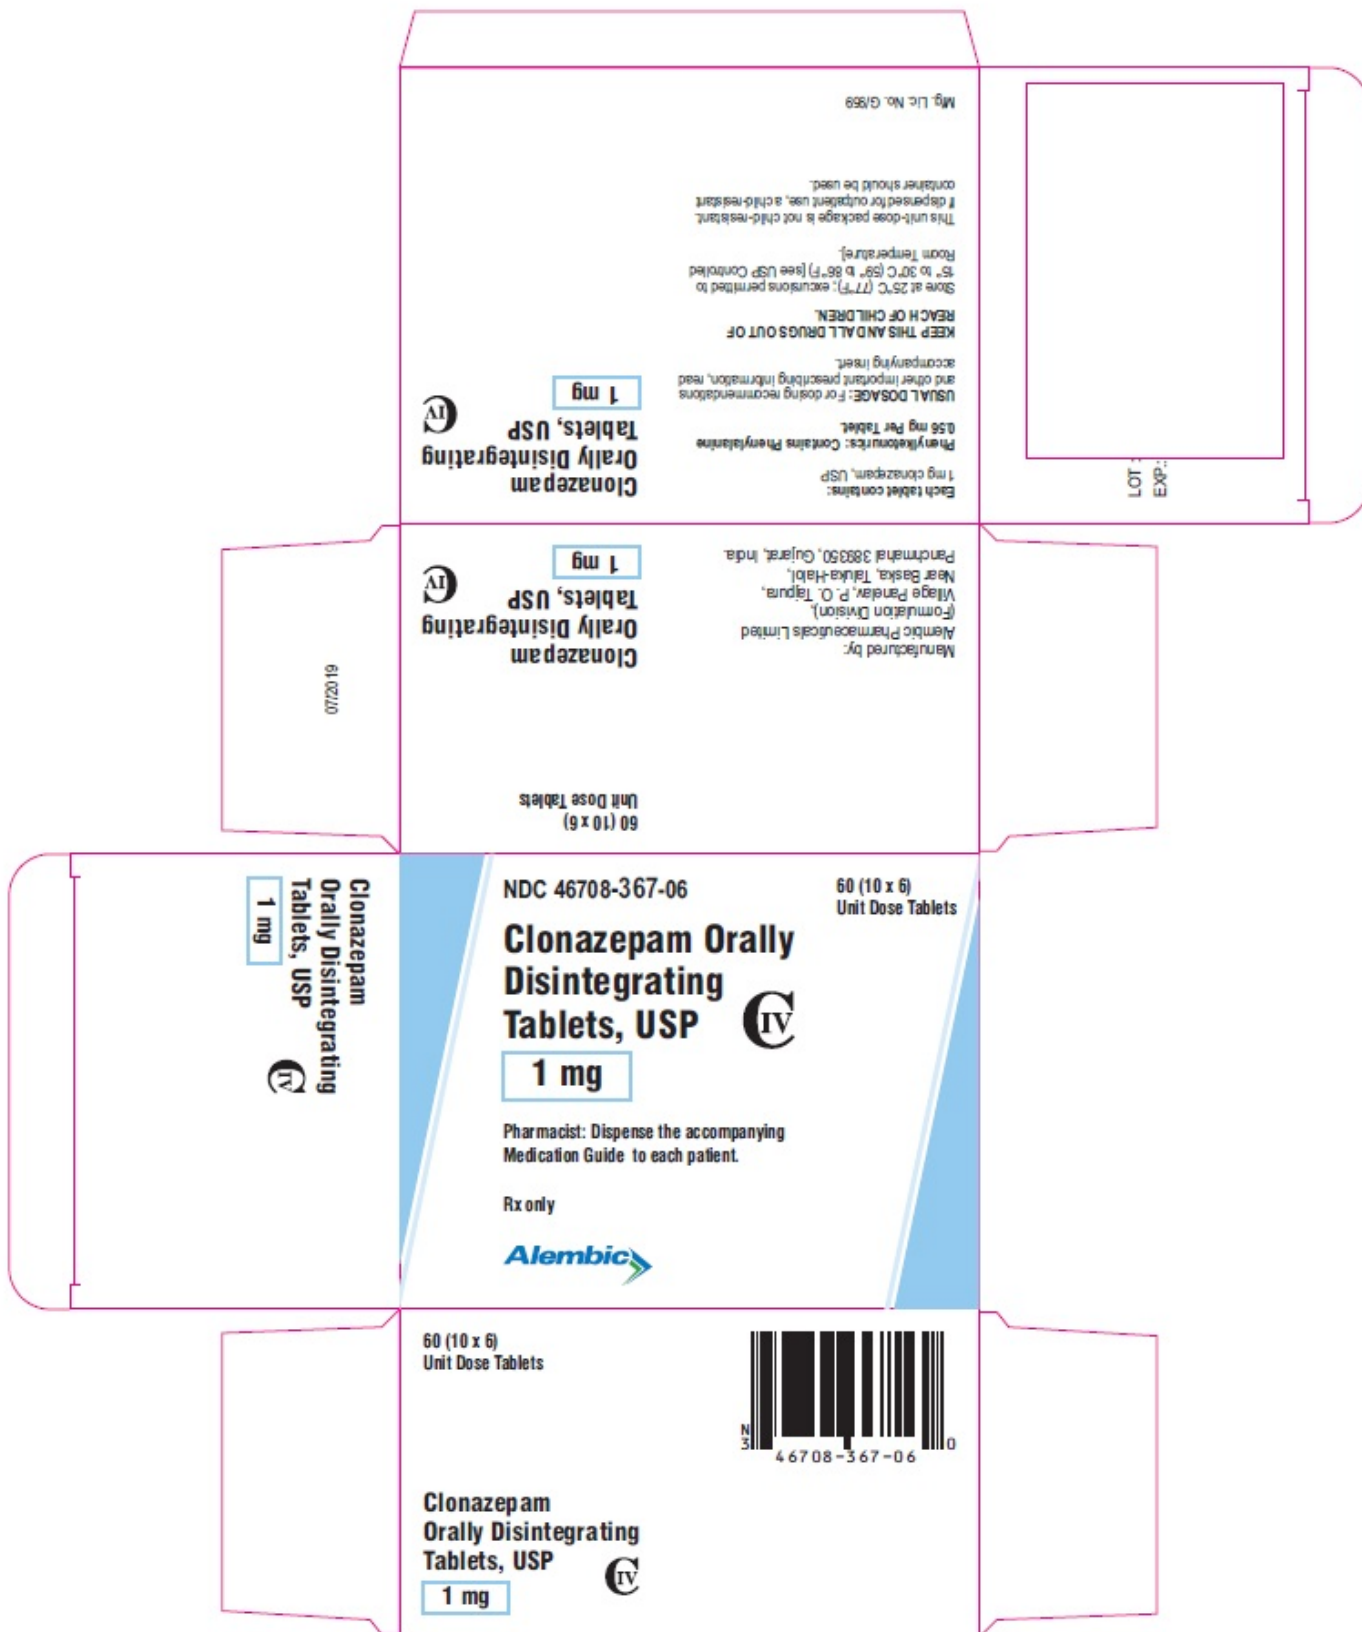 Mfg. Lic. No. G/959
This unit-dose package is not child-resistant.
If dispensed for outpatient use, a child-resistant
container should be used.
Store at 25°C (77°F); excursions permitted to
15° to 30°C (59° to 86°F) [see USP Controlled
Room Temperature].
KEEP THIS AND ALL DRUGS OUT OF
REACH OF CHILDREN.
USUAL DOSAGE: For dosing recommendations
and other important prescribing information, read
accompanying insert.
Phenylketonurics: Contains Phenylalanine
0.56 mg Per Tablet.
Each tablet contains:
1 mg clonazepam, USP
Clonazepam
Orally Disintegrating
Tablets, USP
CIV
1 mg
LOT :
EXP.:
Manufactured by:
Alembic Pharmaceuticals Limited
(Formulation Division),
Village Panelav, P. O. Tajpura,
Near Baska, Taluka-Halol,
Panchmahal 389350, Gujarat, India.
Clonazepam
Orally Disintegrating
Tablets, USP
CIV
1 mg
60 (10 x 6)
Unit Dose Tablets
07/2019
Clonazepam
Orally Disintegrating
Tablets, USP
CIV
1 mg
NDC 46708-367-06
60 (10 x 6)
Unit Dose Tablets
Clonazepam Orally
Disintegrating
Tablets, USP
CIV
1 mg
Pharmacist: Dispense the accompanying
Medication Guide to each patient.
Rx only
Alembic
60 (10 x 6)
Unit Dose Tablets
N
3 46708-367-06 0
Clonazepam
Orally Disintegrating
Tablets, USP
CIV
1 mg